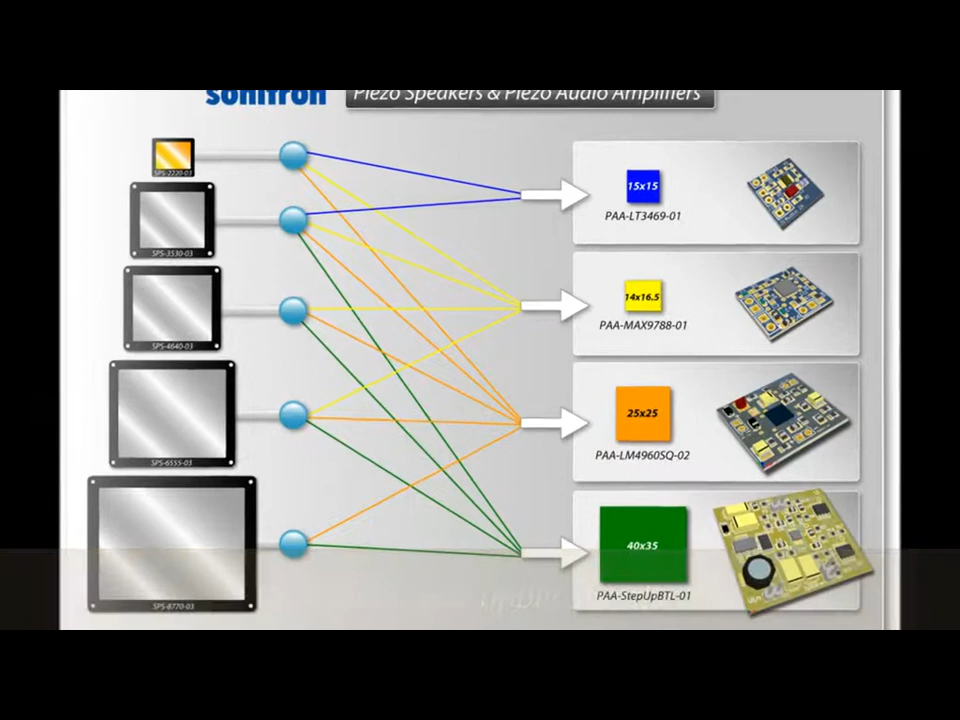 sonitron
Piezo Speakers & Piezo Audio Amplifiers
SPS-2220-03
15x15
PAA-LT3469-01
SPS-3530-03
14x16.5
PAA-MAX9788-01
SPS-4640-03
25x25
PAA-LM4960SQ-02
SPS-6555-03
40x35
PAA-StepUpBTL-01
SPS-8770-03